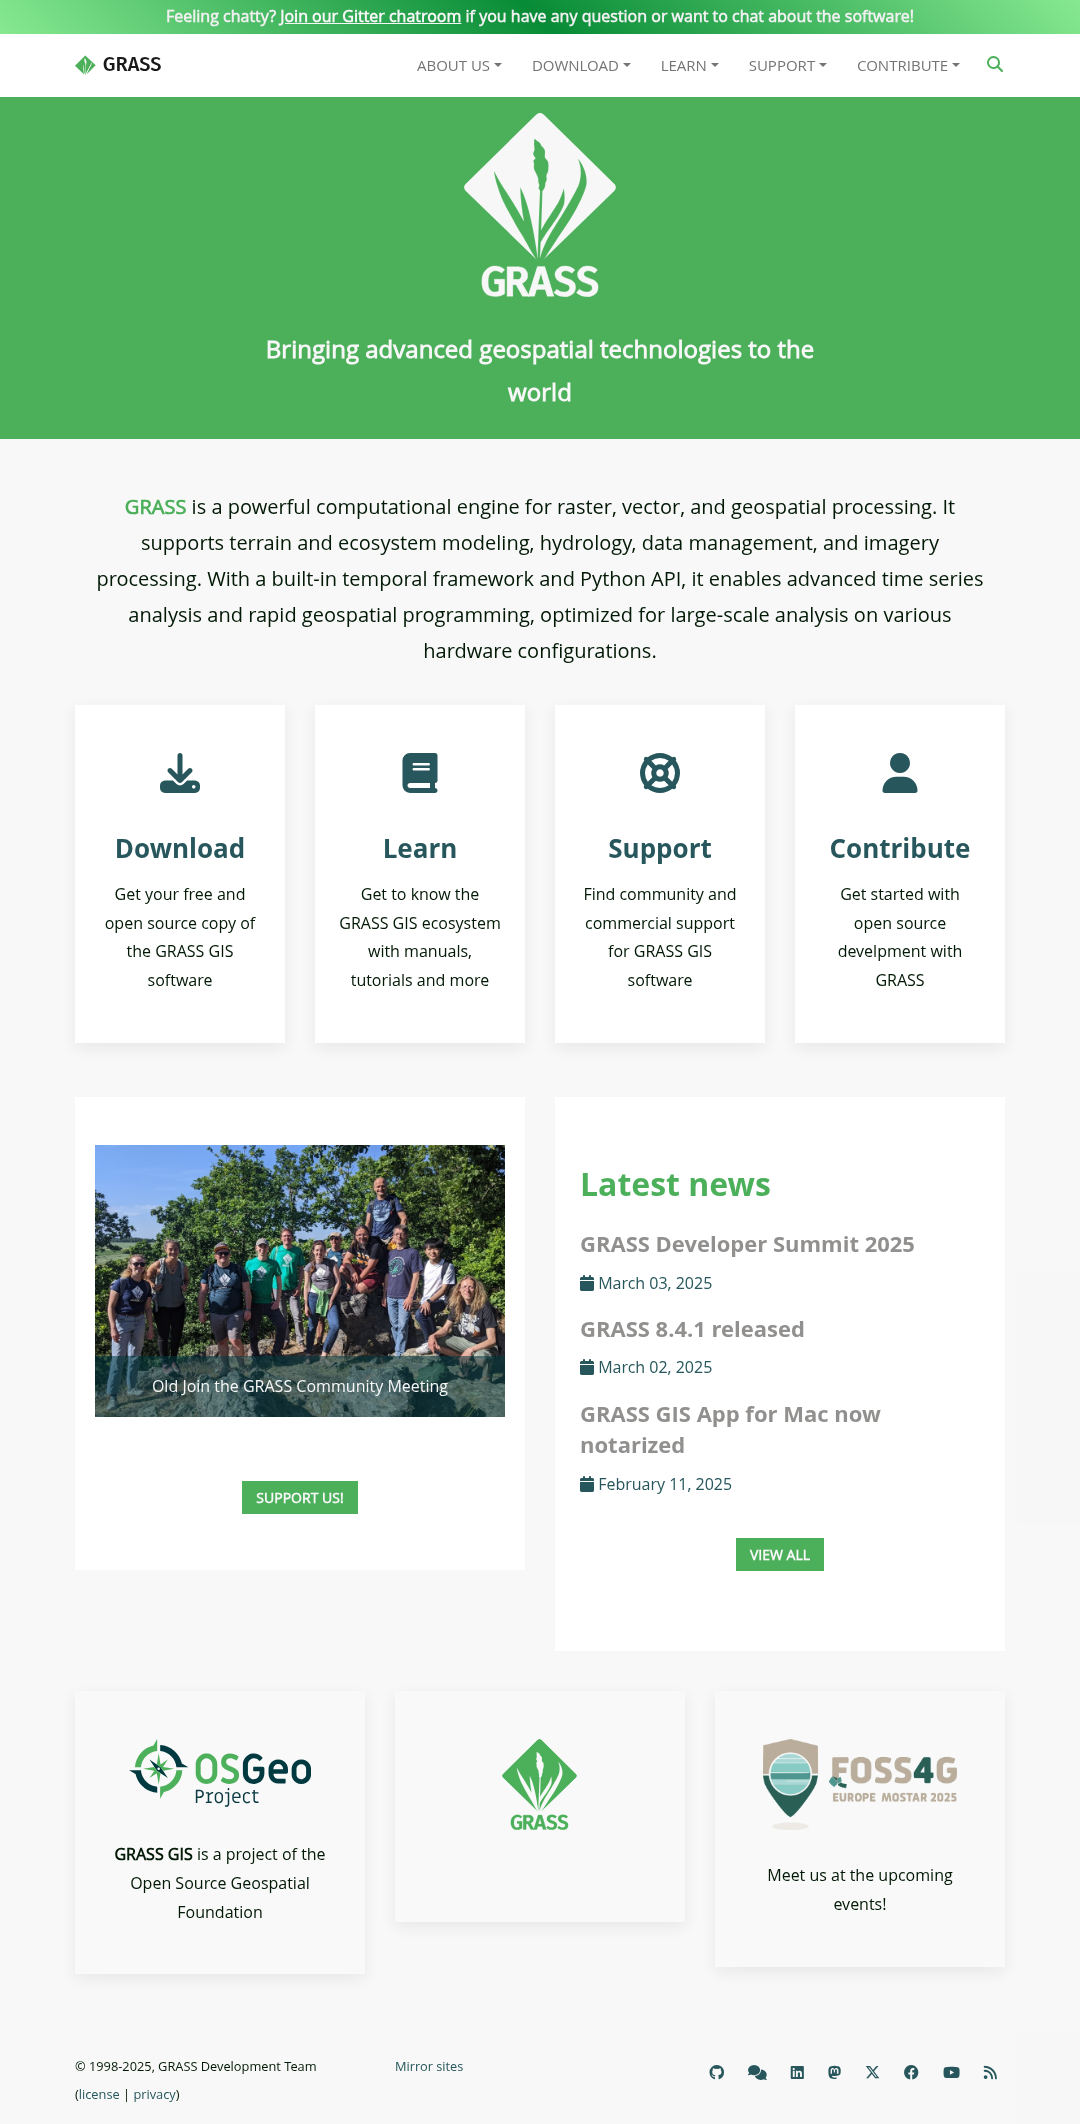 Feeling chatty? Join our Gitter chatroom if you have any question or want to chat about the software!
GRASS
ABOUT US
DOWNLOAD
LEARN
SUPPORT
CONTRIBUTE
GRASS
Bringing advanced geospatial technologies to the
world
GRASS is a powerful computational engine for raster, vector, and geospatial processing. It
supports terrain and ecosystem modeling, hydrology, data management, and imagery
processing. With a built-in temporal framework and Python API, it enables advanced time series
analysis and rapid geospatial programming, optimized for large-scale analysis on various
hardware configurations.
Download
Get your free and
open source copy of
the GRASS GIS
software
Learn
Get to know the
GRASS GIS ecosystem
with manuals,
tutorials and more
Support
Find community and
commercial support
for GRASS GIS
software
Contribute
Get started with
open source
develpment with
GRASS
Old Join the GRASS Community Meeting
SUPPORT US!
Latest news
GRASS Developer Summit 2025
March 03, 2025
GRASS 8.4.1 released
March 02, 2025
GRASS GIS App for Mac now
notarized
February 11, 2025
VIEW ALL
OSGeo
Project
GRASS GIS is a project of the
Open Source Geospatial
Foundation
GRASS
FOSS4G
EUROPE MOSTAR 2025
Meet us at the upcoming
events!
© 1998-2025, GRASS Development Team
(license | privacy)
Mirror sites